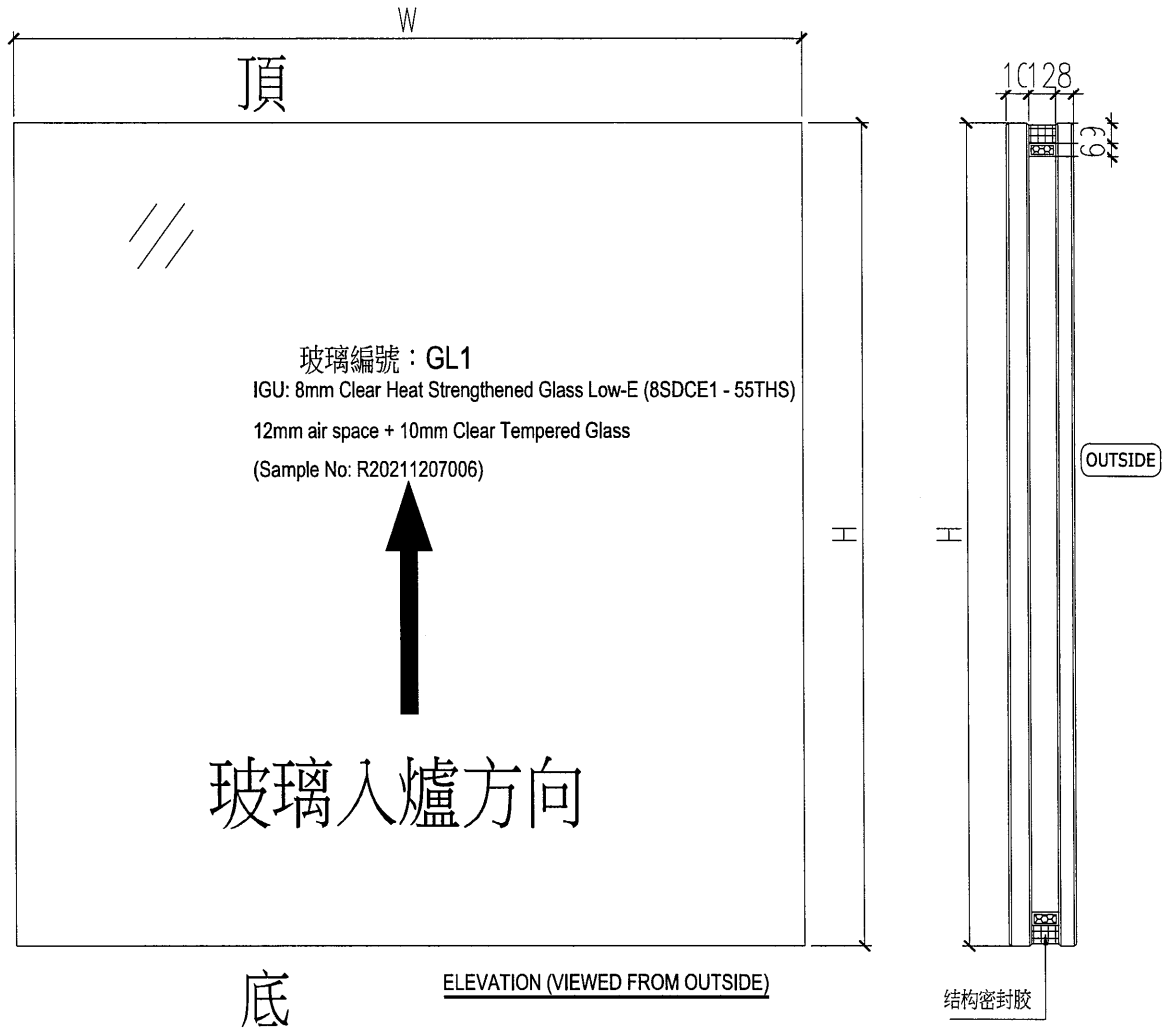 W
頂
玻璃編號：GL1
IGU: 8mm Clear Heat Strengthened Glass Low-E (8SDCE1 - 55THS)
12mm air space + 10mm Clear Tempered Glass
(Sample No: R20211207006)
玻璃入爐方向
H
底
ELEVATION (VIEWED FROM OUTSIDE)
10 12 8
H
OUTSIDE
结构密封胶